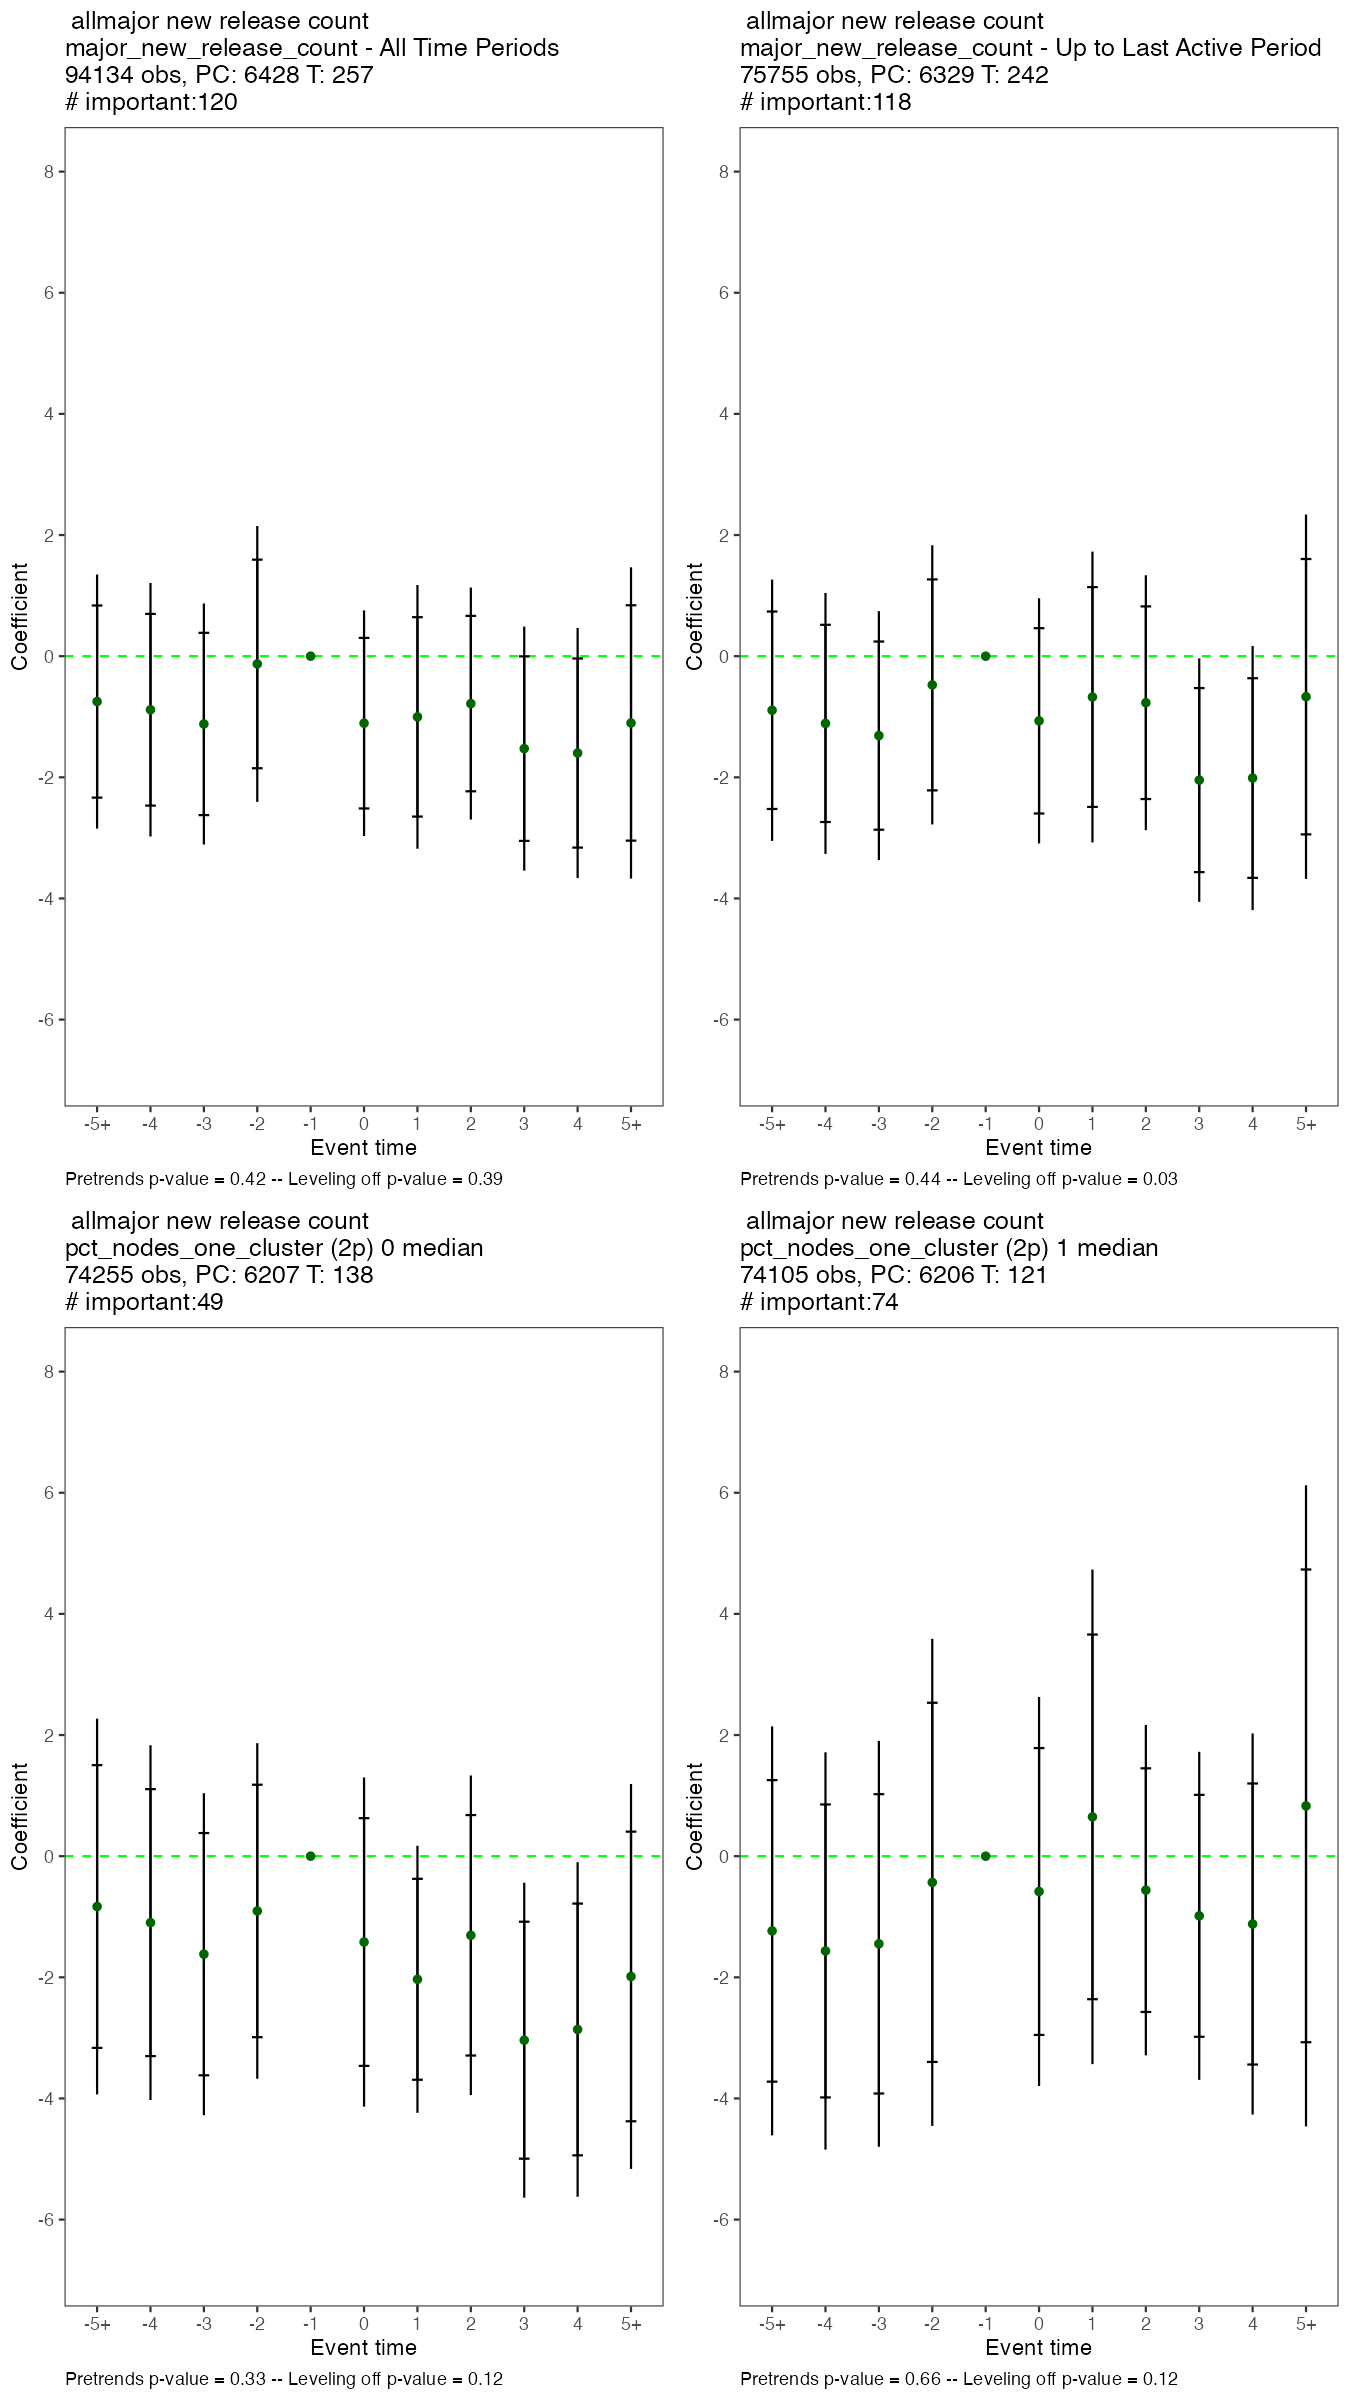 allmajor new release count
major_new_release_count - All Time Periods
94134 obs, PC: 6428 T: 257
# important:120
8
6
4
2
0
-2
-4
-6
Coefficient
-5+ -4 -3 -2 -1 0 1 2 3 4 5+
Event time
Pretrends p-value = 0.42 -- Leveling off p-value = 0.39
allmajor new release count
major_new_release_count - Up to Last Active Period
75755 obs, PC: 6329 T: 242
# important:118
8
6
4
2
0
-2
-4
-6
Coefficient
-5+ -4 -3 -2 -1 0 1 2 3 4 5+
Event time
Pretrends p-value = 0.44 -- Leveling off p-value = 0.03
allmajor new release count
pct_nodes_one_cluster (2p) 0 median
74255 obs, PC: 6207 T: 138
# important:49
8
6
4
2
0
-2
-4
-6
Coefficient
-5+ -4 -3 -2 -1 0 1 2 3 4 5+
Event time
Pretrends p-value = 0.33 -- Leveling off p-value = 0.12
allmajor new release count
pct_nodes_one_cluster (2p) 1 median
74105 obs, PC: 6206 T: 121
# important:74
8
6
4
2
0
-2
-4
-6
Coefficient
-5+ -4 -3 -2 -1 0 1 2 3 4 5+
Event time
Pretrends p-value = 0.66 -- Leveling off p-value = 0.12